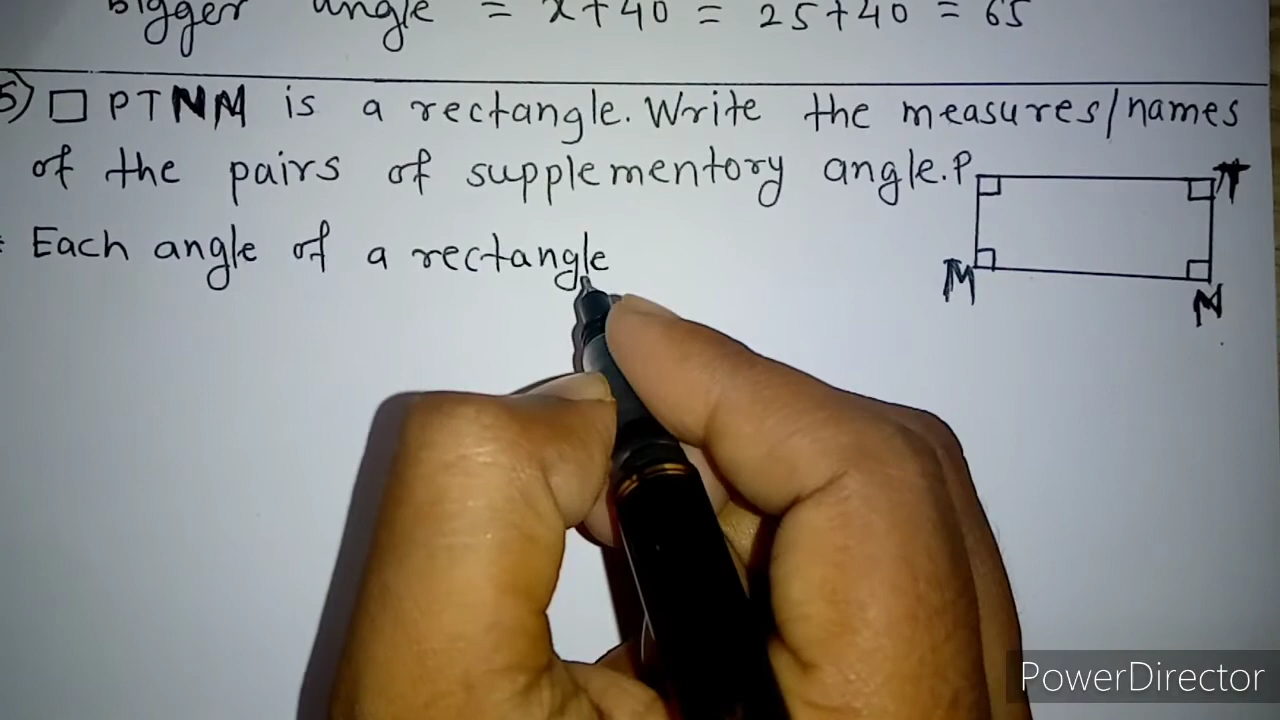 bigger angle = x+40 = 25+40 = 65
5) □ PTNM is a rectangle. Write the measures/names
of the pairs of supplementory angle. P T
Each angle of a rectangle
M
N
PowerDirector